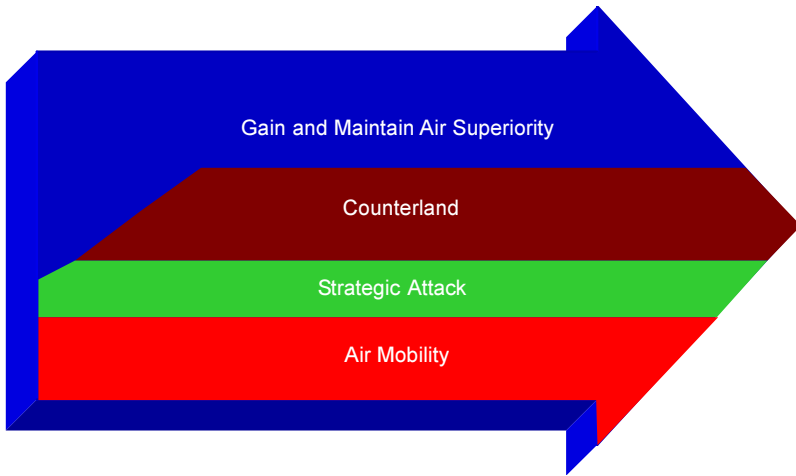 Gain and Maintain Air Superiority
Counterland
Strategic Attack
Air Mobility